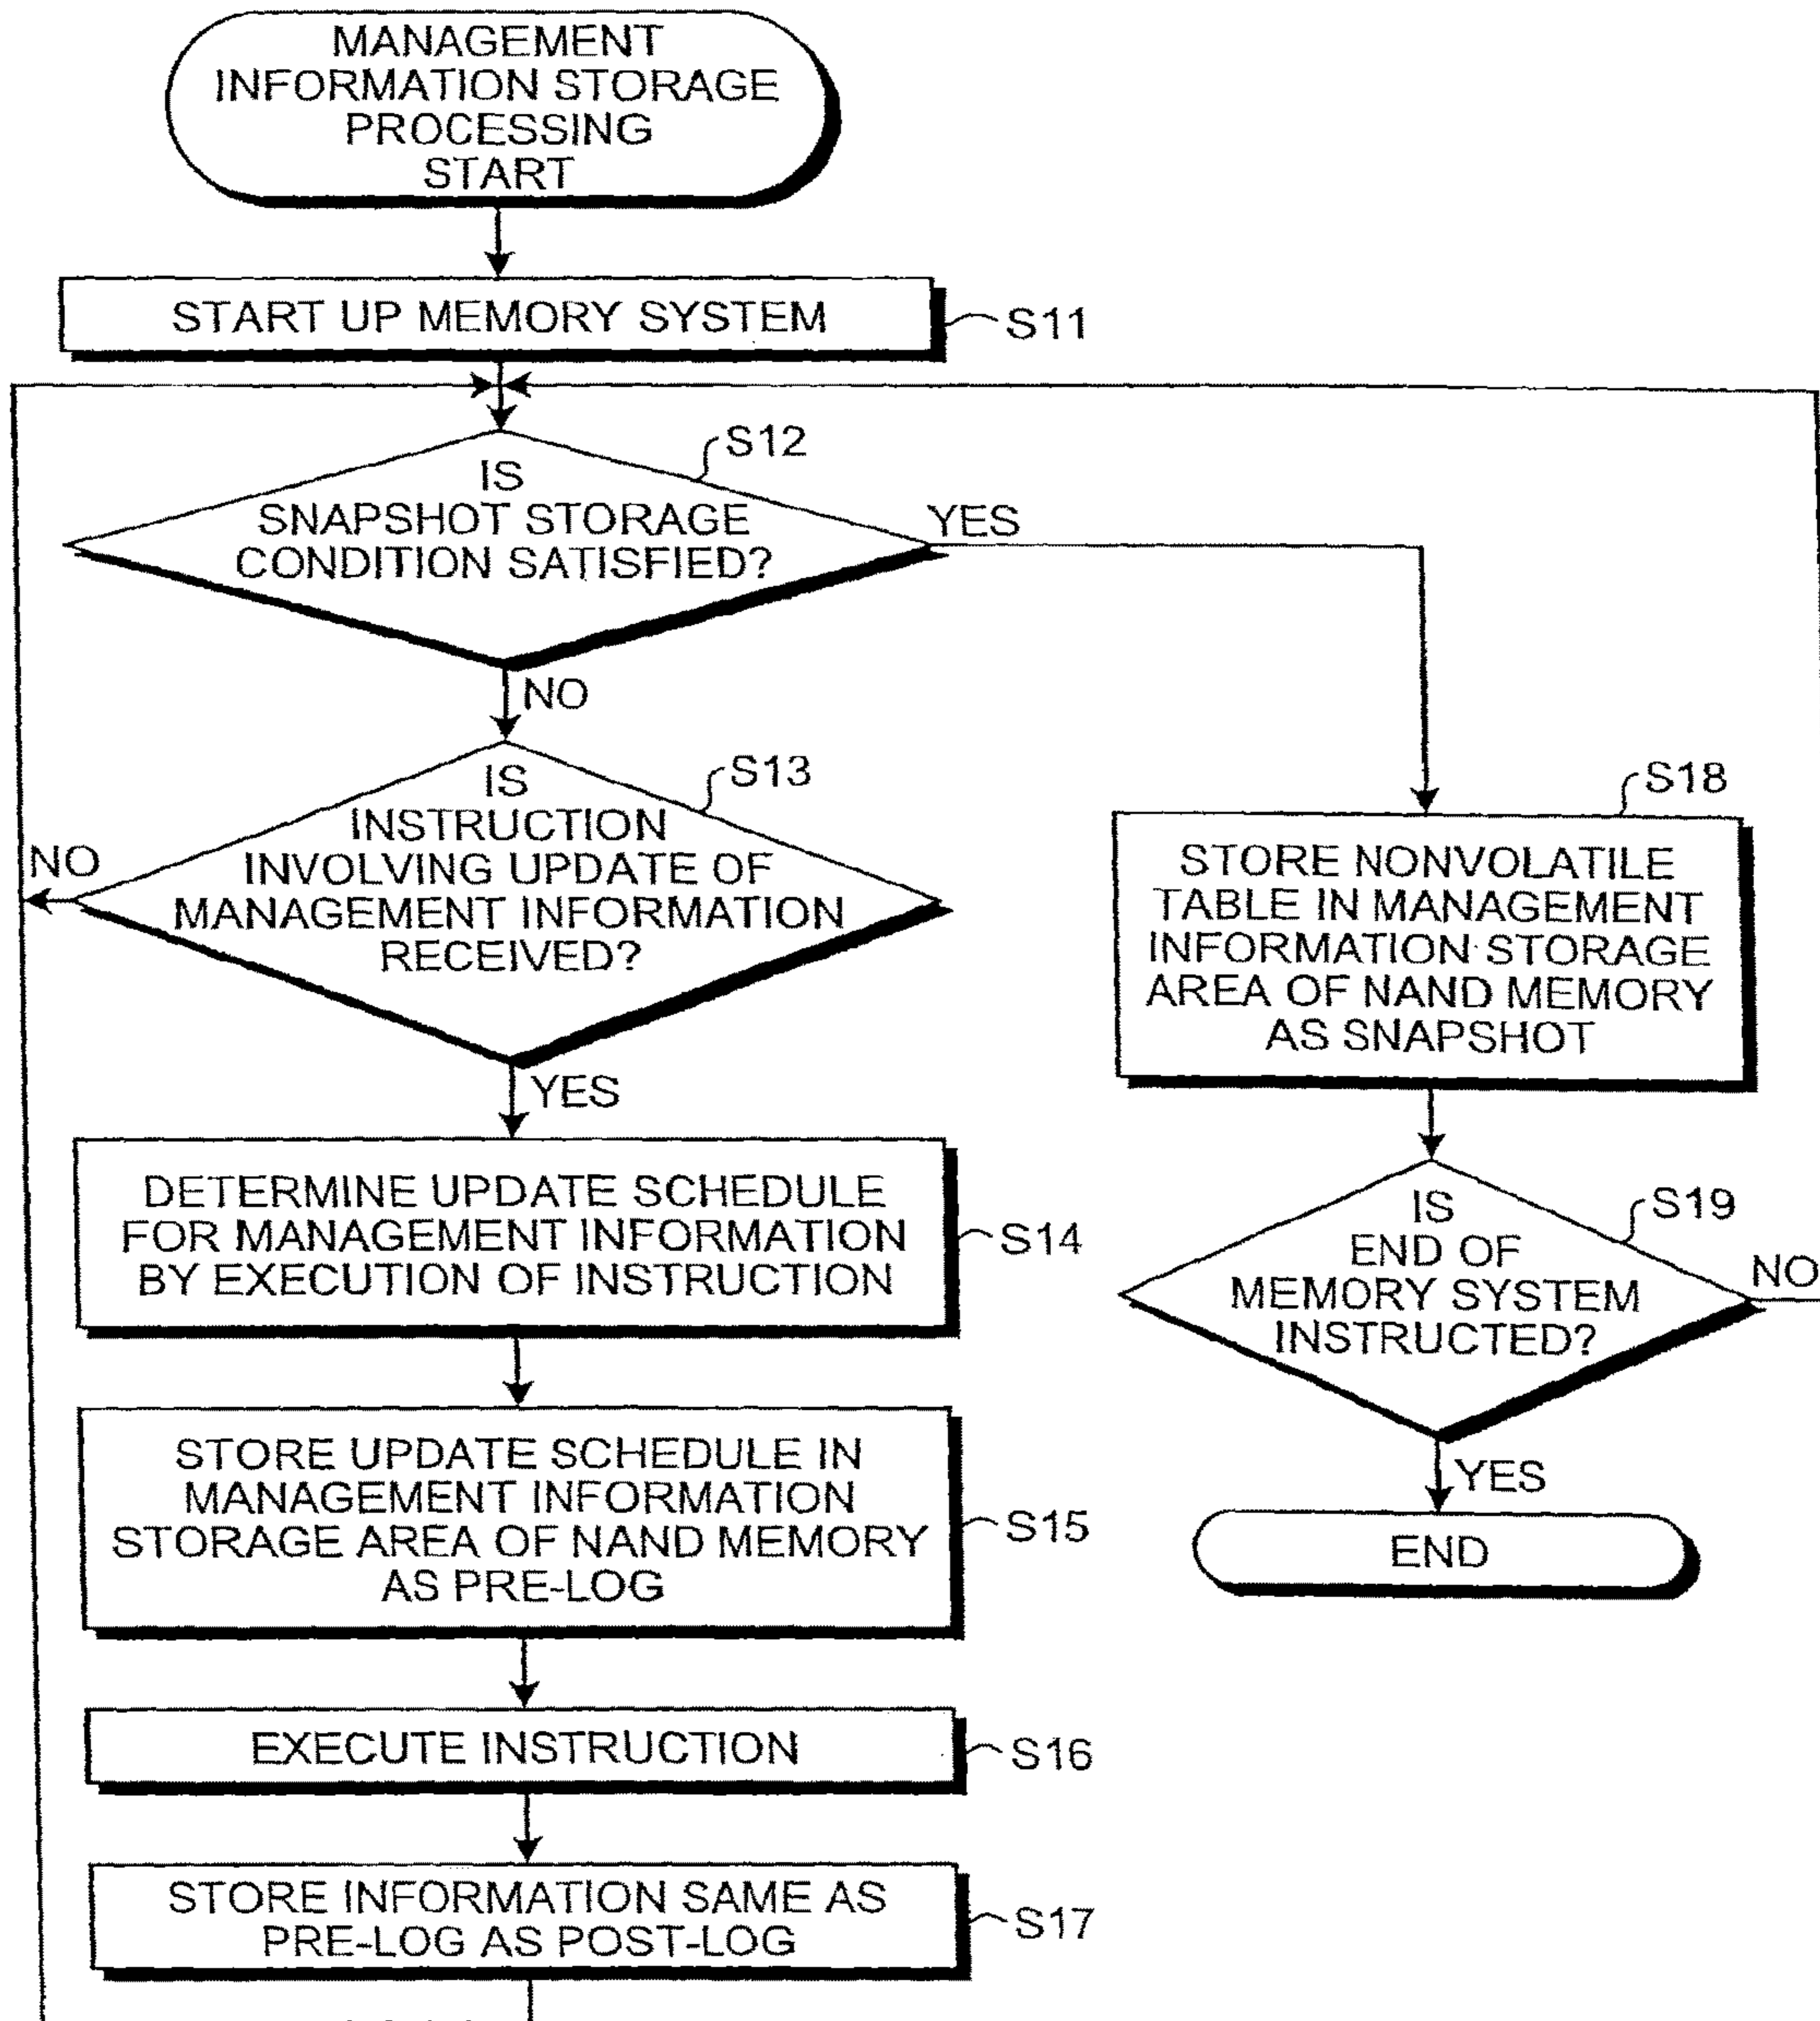 MANAGEMENT
INFORMATION STORAGE
PROCESSING
START
START UP MEMORY SYSTEM
S11
S12
IS
SNAPSHOT STORAGE
CONDITION SATISFIED?
YES
NO
S13
IS
INSTRUCTION
INVOLVING UPDATE OF
MANAGEMENT INFORMATION
RECEIVED?
NO
YES
DETERMINE UPDATE SCHEDULE
FOR MANAGEMENT INFORMATION
BY EXECUTION OF INSTRUCTION
S14
STORE UPDATE SCHEDULE IN
MANAGEMENT INFORMATION
STORAGE AREA OF NAND MEMORY
AS PRE-LOG
S15
EXECUTE INSTRUCTION
S16
STORE INFORMATION SAME AS
PRE-LOG AS POST-LOG
S17
S18
STORE NONVOLATILE
TABLE IN MANAGEMENT
INFORMATION STORAGE
AREA OF NAND MEMORY
AS SNAPSHOT
S19
IS
END OF
MEMORY SYSTEM
INSTRUCTED?
NO
YES
END